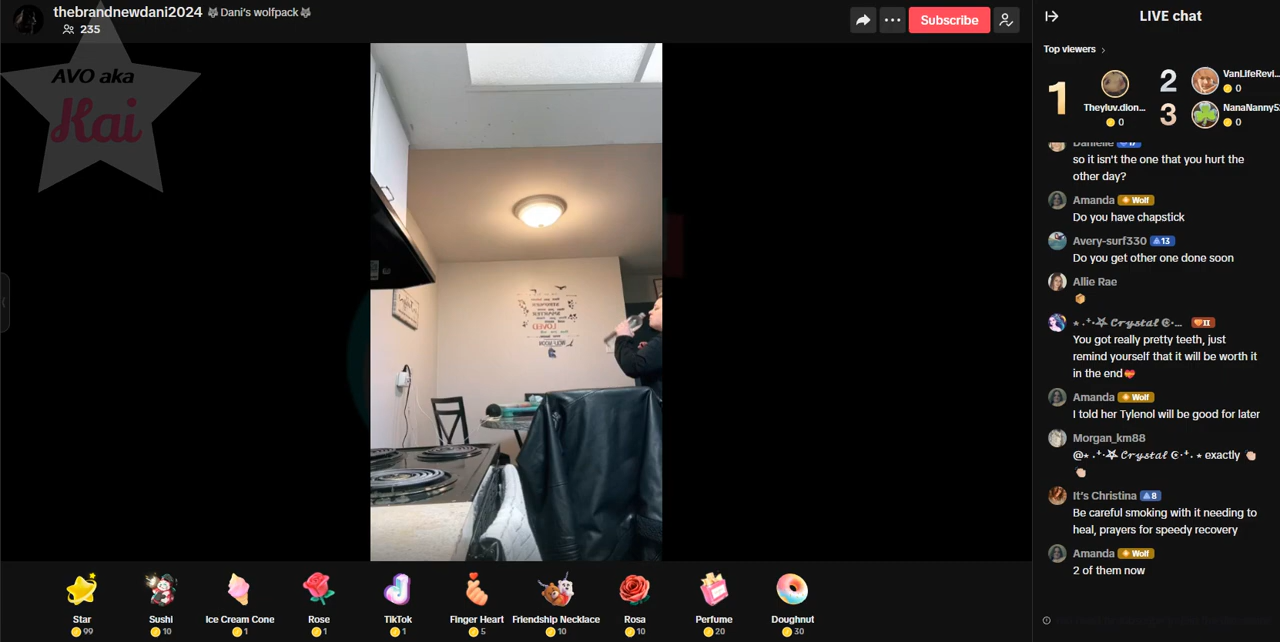 thebrandnewdani2024 🐺Dani's wolfpack🐺
235
Subscribe
LIVE chat
AVO aka
Kai
Top viewers
1
Theyluv.dion...
0
2
VanLifeRevi...
0
3
NanaNanny5
0
Danielle
so it isn't the one that you hurt the
other day?
Amanda Wolf
Do you have chapstick
Avery-surf330 13
Do you get other one done soon
Allie Rae
📦
⋆ .⁺⋅⛧ 𝓒𝓻𝔂𝓼𝓽𝓪𝓵 ☪⋅... II
You got really pretty teeth, just
remind yourself that it will be worth it
in the end❤️‍🔥
Amanda Wolf
I told her Tylenol will be good for later
Morgan_km88
@⋆ .⁺⋅⛧ 𝓒𝓻𝔂𝓼𝓽𝓪𝓵 ☪⋅⁺. ⋆ exactly 👏🏻
👏🏻
It's Christina 8
Be careful smoking with it needing to
heal, prayers for speedy recovery
Amanda Wolf
2 of them now
LOVED
Star
99
Sushi
10
Ice Cream Cone
1
Rose
1
TikTok
1
Finger Heart
5
Friendship Necklace
10
Rosa
10
Perfume
20
Doughnut
30